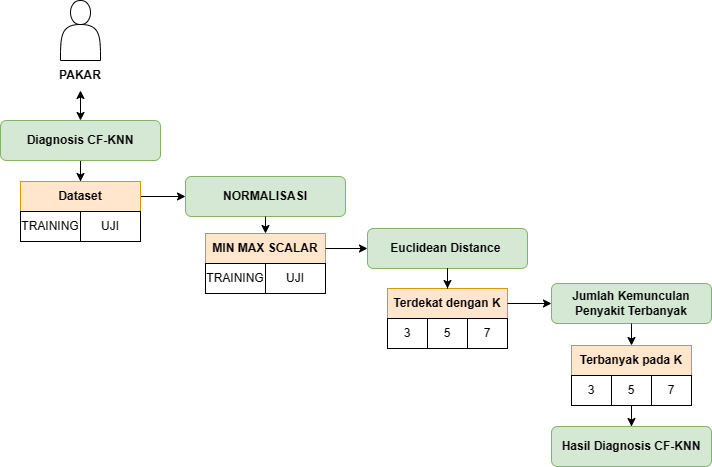 PAKAR
Diagnosis CF-KNN
Dataset
TRAINING UJI
NORMALISASI
MIN MAX SCALAR
TRAINING UJI
Euclidean Distance
Terdekat dengan K
3 5 7
Jumlah Kemunculan
Penyakit Terbanyak
Terbanyak pada K
3 5 7
Hasil Diagnosis CF-KNN